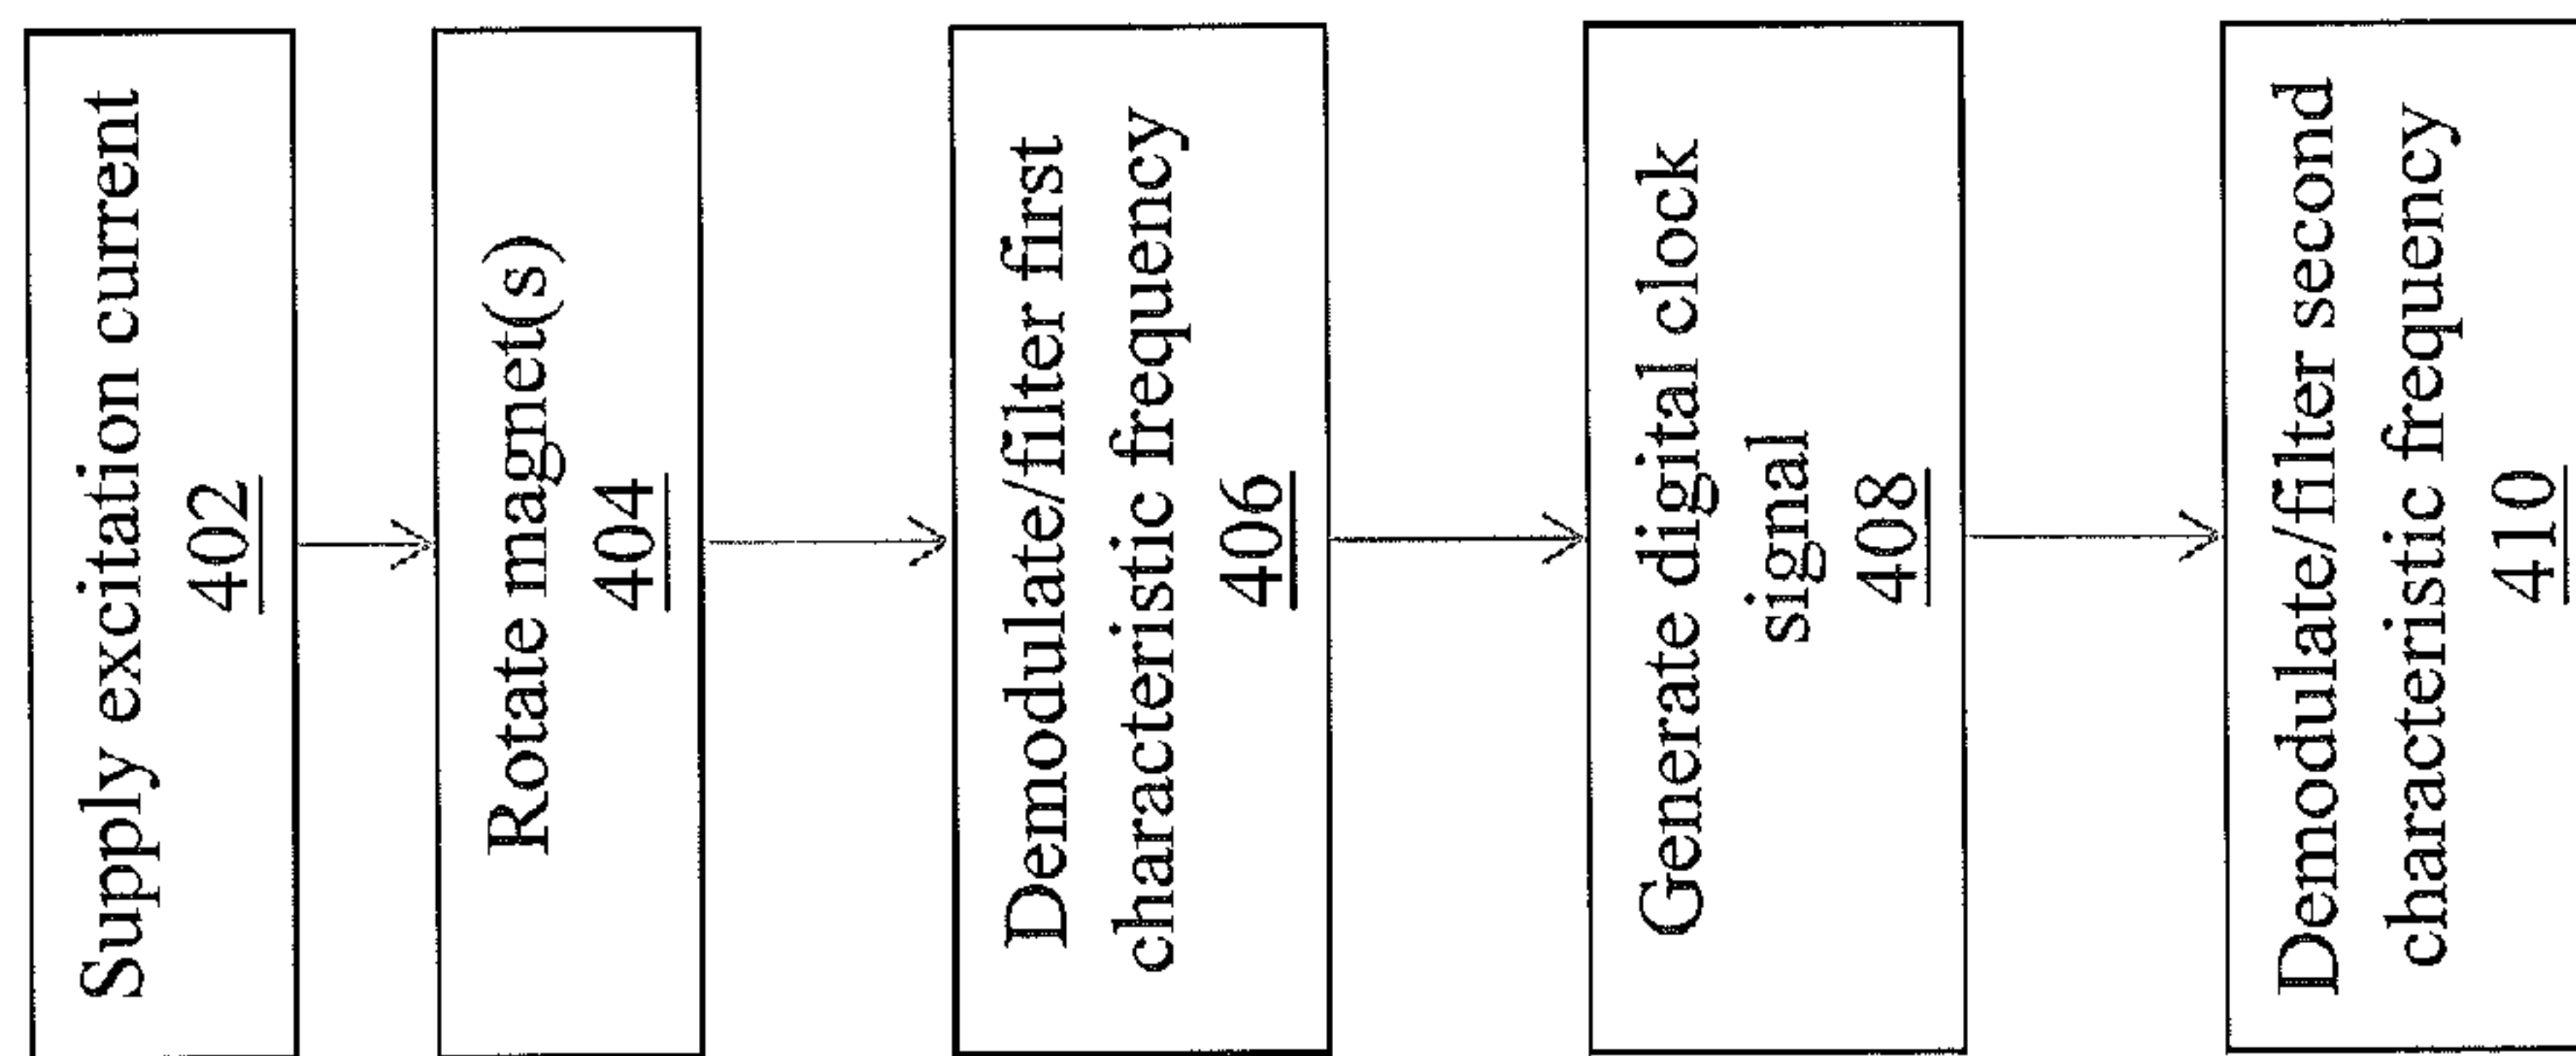 Supply excitation current
402
Rotate magnet(s)
404
Demodulate/filter first
characteristic frequency
406
Generate digital clock
signal
408
Demodulate/filter second
characteristic frequency
410